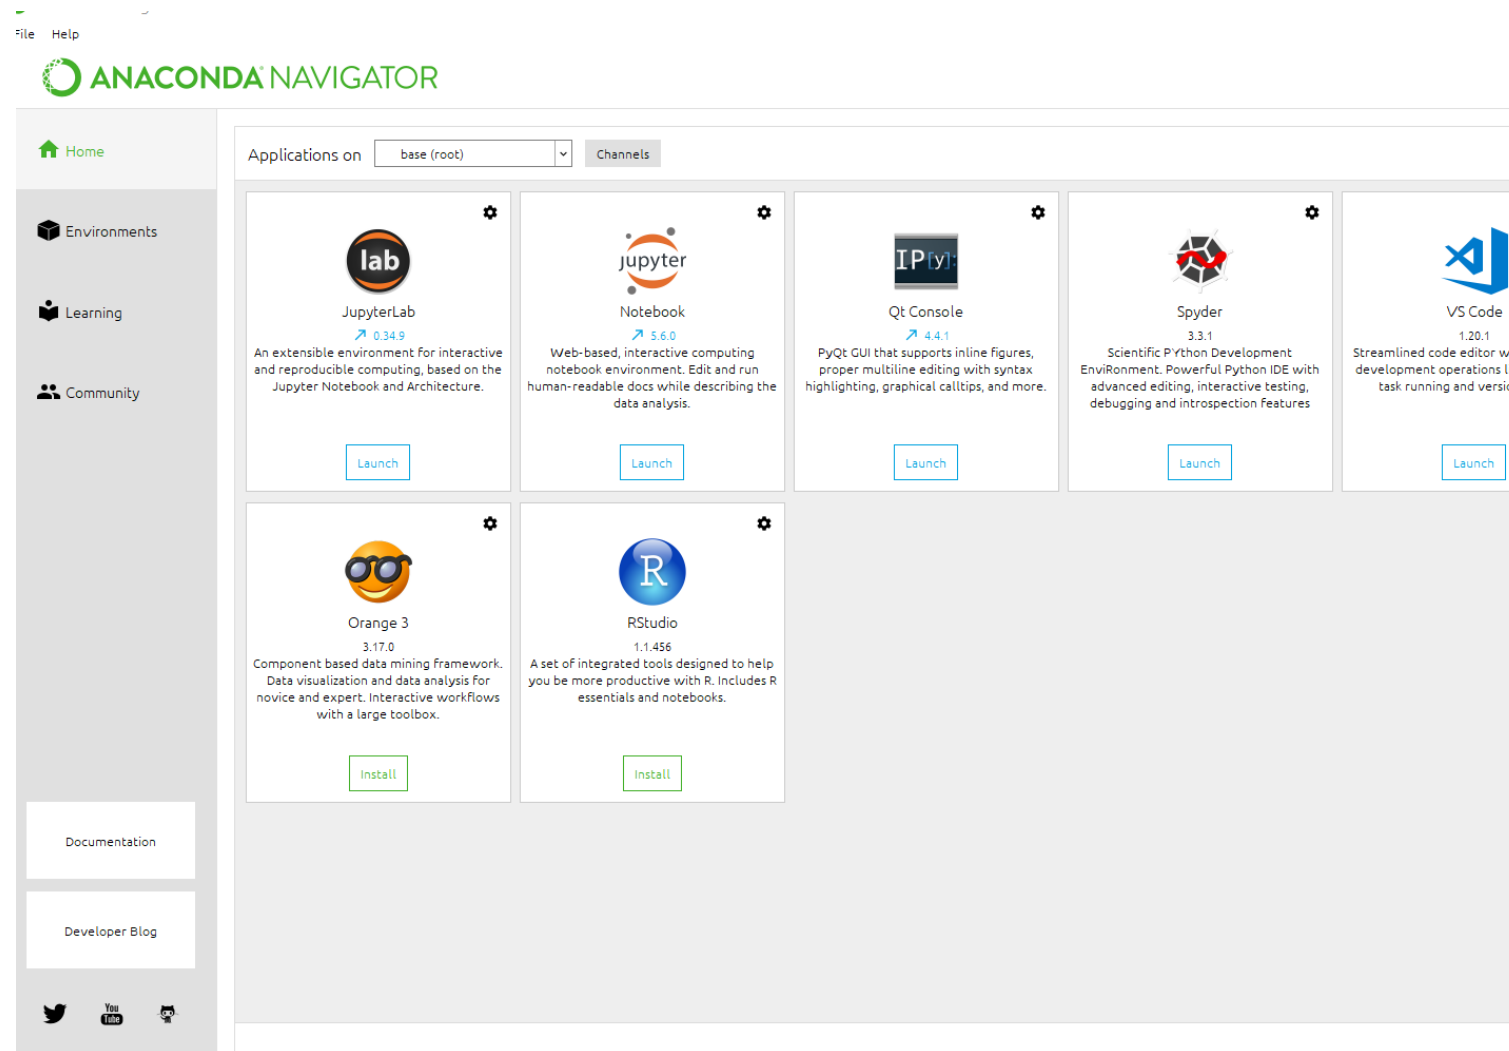 File Help
ANACONDA NAVIGATOR
Home
Environments
Learning
Community
Documentation
Developer Blog
You
Tube
Applications on base (root) Channels
lab
JupyterLab
0.34.9
An extensible environment for interactive
and reproducible computing, based on the
Jupyter Notebook and Architecture.
Launch
jupyter
Notebook
5.6.0
Web-based, interactive computing
notebook environment. Edit and run
human-readable docs while describing the
data analysis.
Launch
IP[y]:
Qt Console
4.4.1
PyQt GUI that supports inline figures,
proper multiline editing with syntax
highlighting, graphical calltips, and more.
Launch
Spyder
3.3.1
Scientific PYthon Development
EnviRonment. Powerful Python IDE with
advanced editing, interactive testing,
debugging and introspection features
Launch
VS Code
1.20.1
Streamlined code editor
development operations
task running and
Launch
Orange 3
3.17.0
Component based data mining framework.
Data visualization and data analysis for
novice and expert. Interactive workflows
with a large toolbox.
Install
R
RStudio
1.1.456
A set of integrated tools designed to help
you be more productive with R. Includes R
essentials and notebooks.
Install